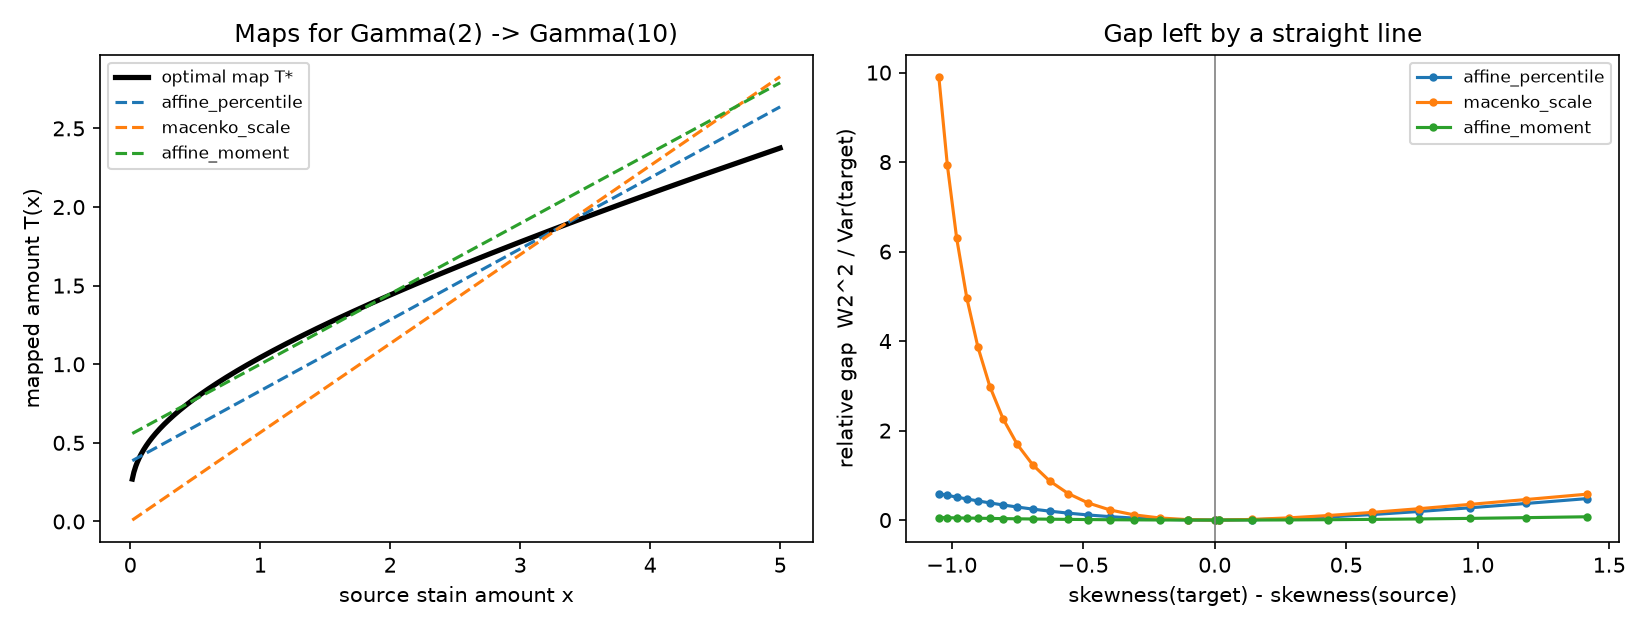 Maps for Gamma(2) -> Gamma(10)
optimal map T*
affine_percentile
macenko_scale
affine_moment
mapped amount T(x)
2.5
2.0
1.5
1.0
0.5
0.0
0 1 2 3 4 5
source stain amount x
Gap left by a straight line
affine_percentile
macenko_scale
affine_moment
relative gap W2^2 / Var(target)
10
8
6
4
2
0
−1.0 −0.5 0.0 0.5 1.0 1.5
skewness(target) - skewness(source)